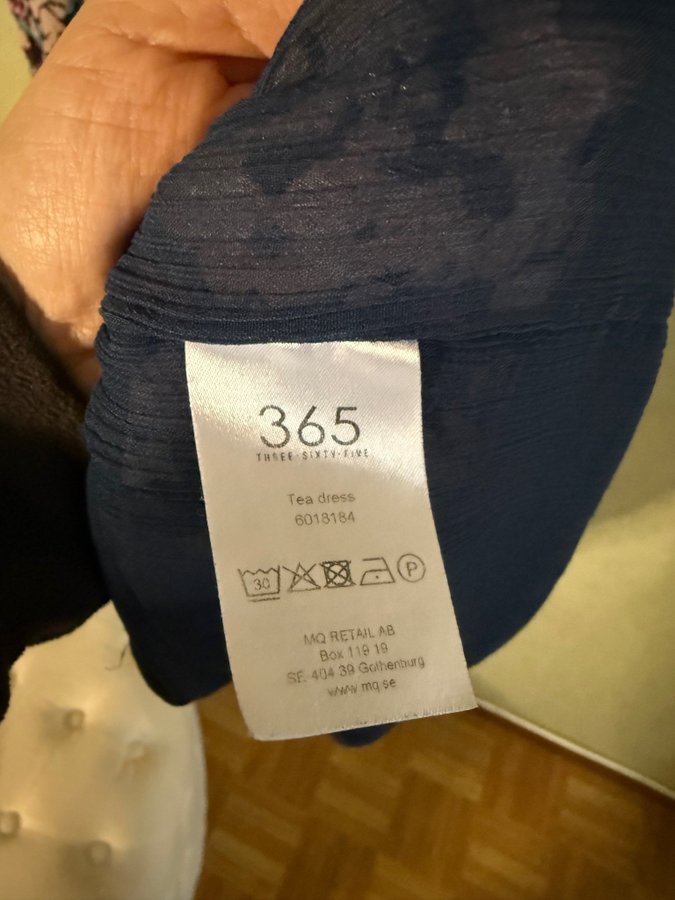 365
THREE·SIXTY·FIVE
Tea dress
6018184
30 P
MQ RETAIL AB
Box 119 19
SE 404 39 Gothenburg
www.mq.se